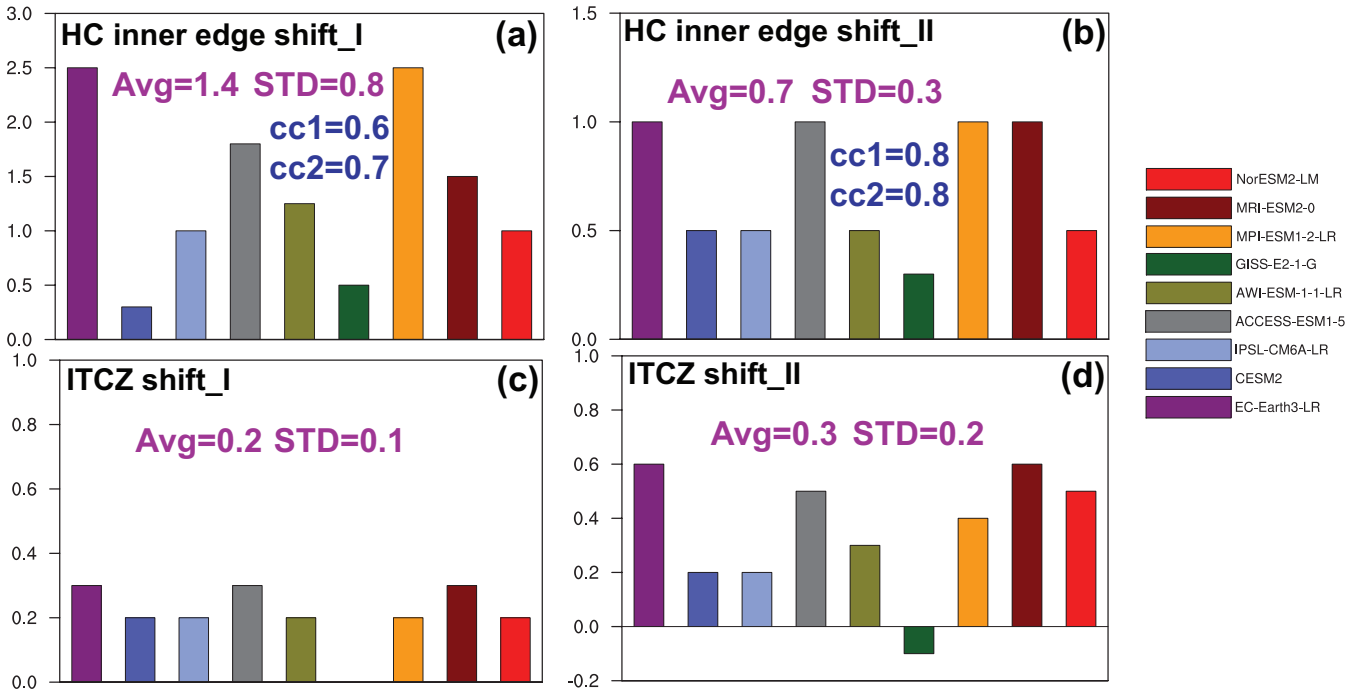 HC inner edge shift_I (a)
Avg=1.4 STD=0.8
cc1=0.6
cc2=0.7
3.0
2.5
2.0
1.5
1.0
0.5
0.0
HC inner edge shift_II (b)
Avg=0.7 STD=0.3
cc1=0.8
cc2=0.8
1.5
1.0
0.5
0.0
ITCZ shift_I (c)
Avg=0.2 STD=0.1
1.0
0.8
0.6
0.4
0.2
0.0
ITCZ shift_II (d)
Avg=0.3 STD=0.2
1.0
0.8
0.6
0.4
0.2
0.0
-0.2
NorESM2-LM
MRI-ESM2-0
MPI-ESM1-2-LR
GISS-E2-1-G
AWI-ESM-1-1-LR
ACCESS-ESM1-5
IPSL-CM6A-LR
CESM2
EC-Earth3-LR